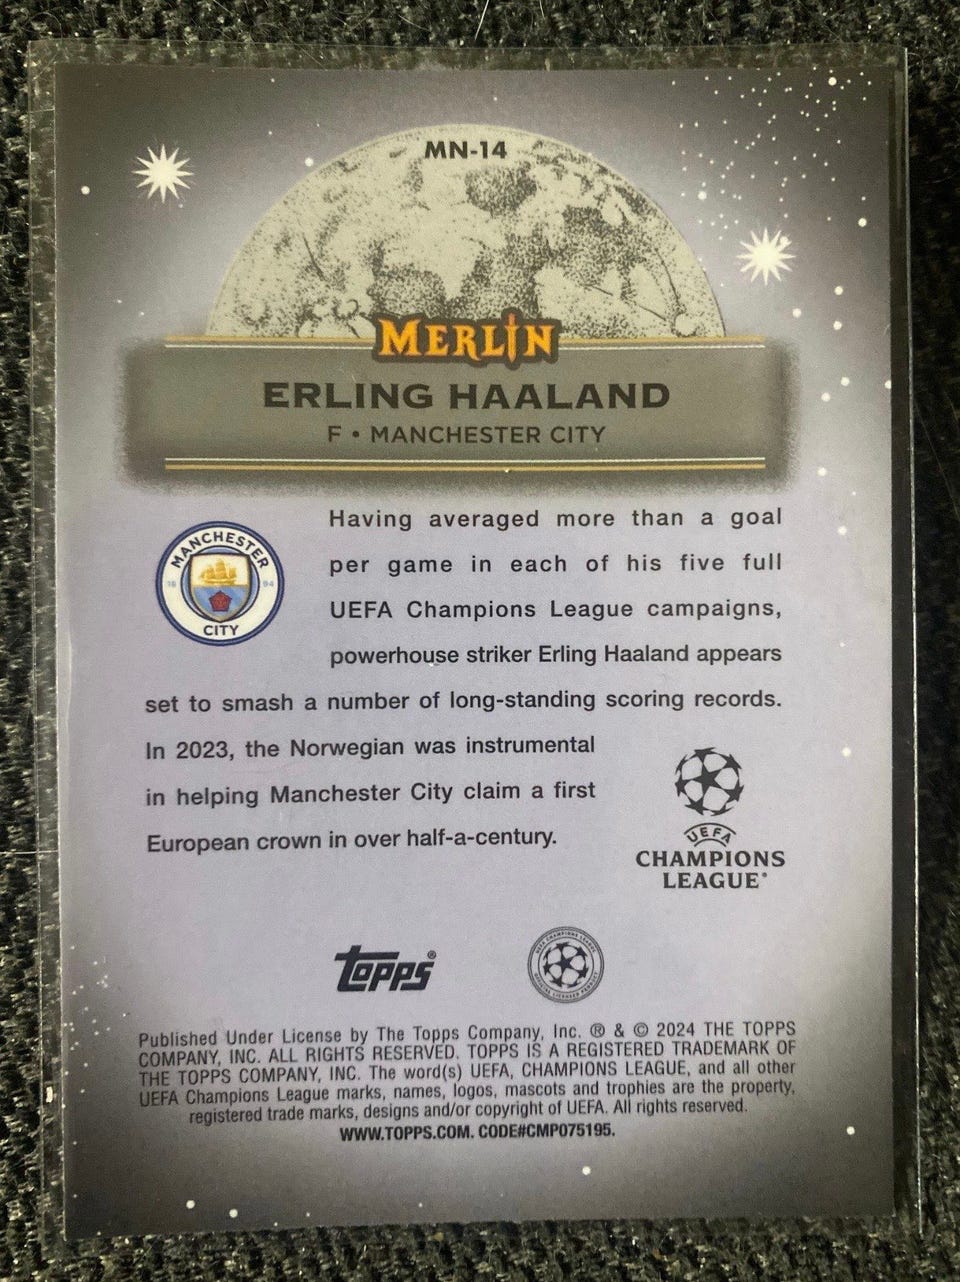 MN-14
MERLIN
ERLING HAALAND
F • MANCHESTER CITY
MANCHESTER
18 94
CITY
Having averaged more than a goal
per game in each of his five full
UEFA Champions League campaigns,
powerhouse striker Erling Haaland appears
set to smash a number of long-standing scoring records.
In 2023, the Norwegian was instrumental
in helping Manchester City claim a first
European crown in over half-a-century.
UEFA
CHAMPIONS
LEAGUE®
Topps®
UEFA CHAMPIONS LEAGUE
OFFICIAL LICENSED PRODUCT
Published Under License by The Topps Company, Inc. ® & © 2024 THE TOPPS
COMPANY, INC. ALL RIGHTS RESERVED. TOPPS IS A REGISTERED TRADEMARK OF
THE TOPPS COMPANY, INC. The word(s) UEFA, CHAMPIONS LEAGUE, and all other
UEFA Champions League marks, names, logos, mascots and trophies are the property,
registered trade marks, designs and/or copyright of UEFA. All rights reserved.
WWW.TOPPS.COM. CODE#CMP075195.